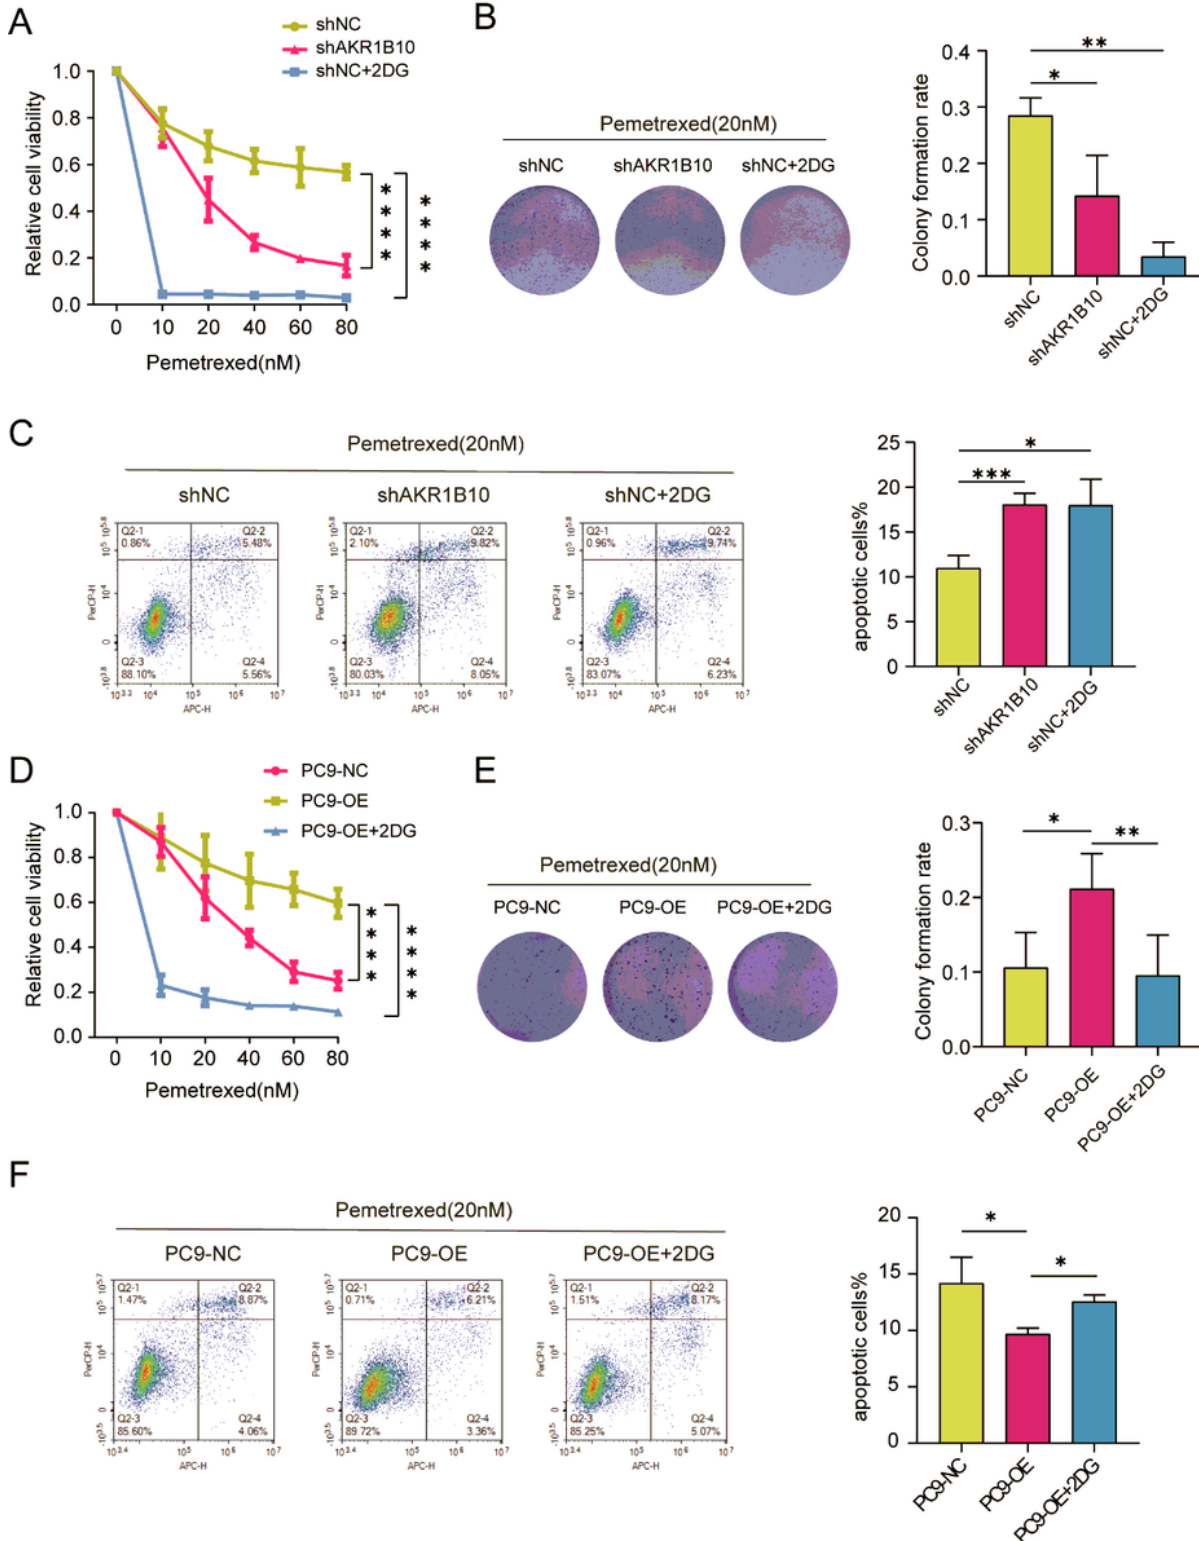 A
shNC
shAKR1B10
shNC+2DG
Relative cell viability
1.0
0.8
0.6
0.4
0.2
0.0
0 10 20 40 60 80
Pemetrexed(nM)
****
****
B
Pemetrexed(20nM)
shNC shAKR1B10 shNC+2DG
Colony formation rate
0.4
0.3
0.2
0.1
0.0
**
*
shNC
shAKR1B10
shNC+2DG
C
Pemetrexed(20nM)
shNC shAKR1B10 shNC+2DG
Q2-1 Q2-2
0.86% 5.48%
Q2-3 Q2-4
88.10% 5.56%
PerCP-H
APC-H
Q2-1 Q2-2
2.10% 9.82%
Q2-3 Q2-4
80.03% 8.05%
PerCP-H
APC-H
Q2-1 Q2-2
0.96% 9.74%
Q2-3 Q2-4
83.07% 6.23%
PerCP-H
APC-H
apoptotic cells%
25
20
15
10
5
0
*
***
shNC
shAKR1B10
shNC+2DG
D
PC9-NC
PC9-OE
PC9-OE+2DG
Relative cell viability
1.0
0.8
0.6
0.4
0.2
0.0
0 10 20 40 60 80
Pemetrexed(nM)
****
****
E
Pemetrexed(20nM)
PC9-NC PC9-OE PC9-OE+2DG
Colony formation rate
0.3
0.2
0.1
0.0
*
**
PC9-NC
PC9-OE
PC9-OE+2DG
F
Pemetrexed(20nM)
PC9-NC PC9-OE PC9-OE+2DG
Q2-1 Q2-2
1.47% 8.87%
Q2-3 Q2-4
85.60% 4.06%
PerCP-H
APC-H
Q2-1 Q2-2
0.71% 6.21%
Q2-3 Q2-4
89.72% 3.36%
PerCP-H
APC-H
Q2-1 Q2-2
1.51% 8.17%
Q2-3 Q2-4
85.25% 5.07%
PerCP-H
APC-H
apoptotic cells%
20
15
10
5
0
*
*
PC9-NC
PC9-OE
PC9-OE+2DG